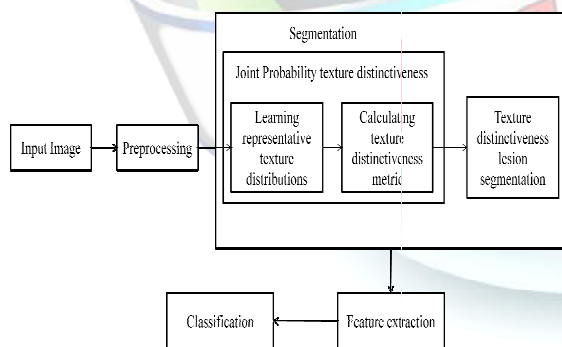 Segmentation
Joint Probability texture distinctiveness
Input Image
Preprocessing
Learning
representative
texture
distributions
Calculating
texture
distinctiveness
metric
Texture
distinctiveness
lesion
segmentation
Classification
Feature extraction